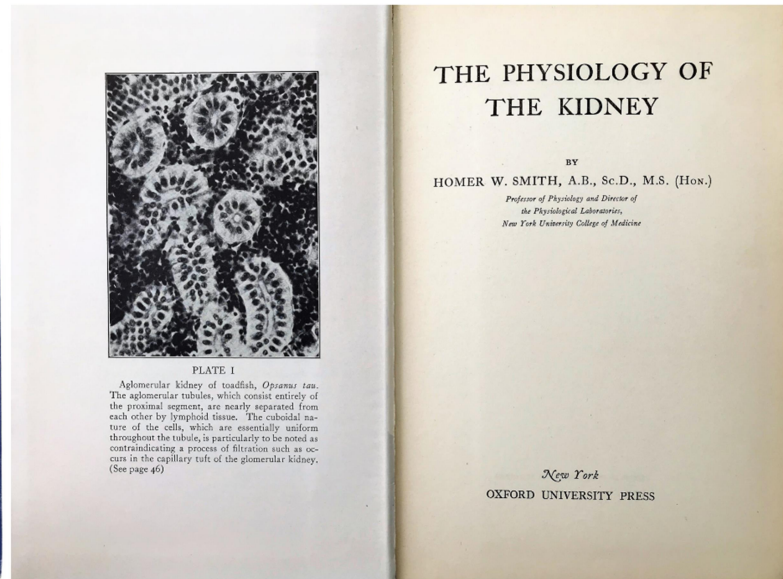 PLATE I
Aglomerular kidney of toadfish, Opsanus tau.
The aglomerular tubules, which consist entirely of
the proximal segment, are nearly separated from
each other by lymphoid tissue. The cuboidal na-
ture of the cells, which are essentially uniform
throughout the tubule, is particularly to be noted as
contraindicating a process of filtration such as oc-
curs in the capillary tuft of the glomerular kidney.
(See page 46)
THE PHYSIOLOGY OF
THE KIDNEY
BY
HOMER W. SMITH, A.B., Sc.D., M.S. (Hon.)
Professor of Physiology and Director of
the Physiological Laboratories,
New York University College of Medicine
New York
OXFORD UNIVERSITY PRESS